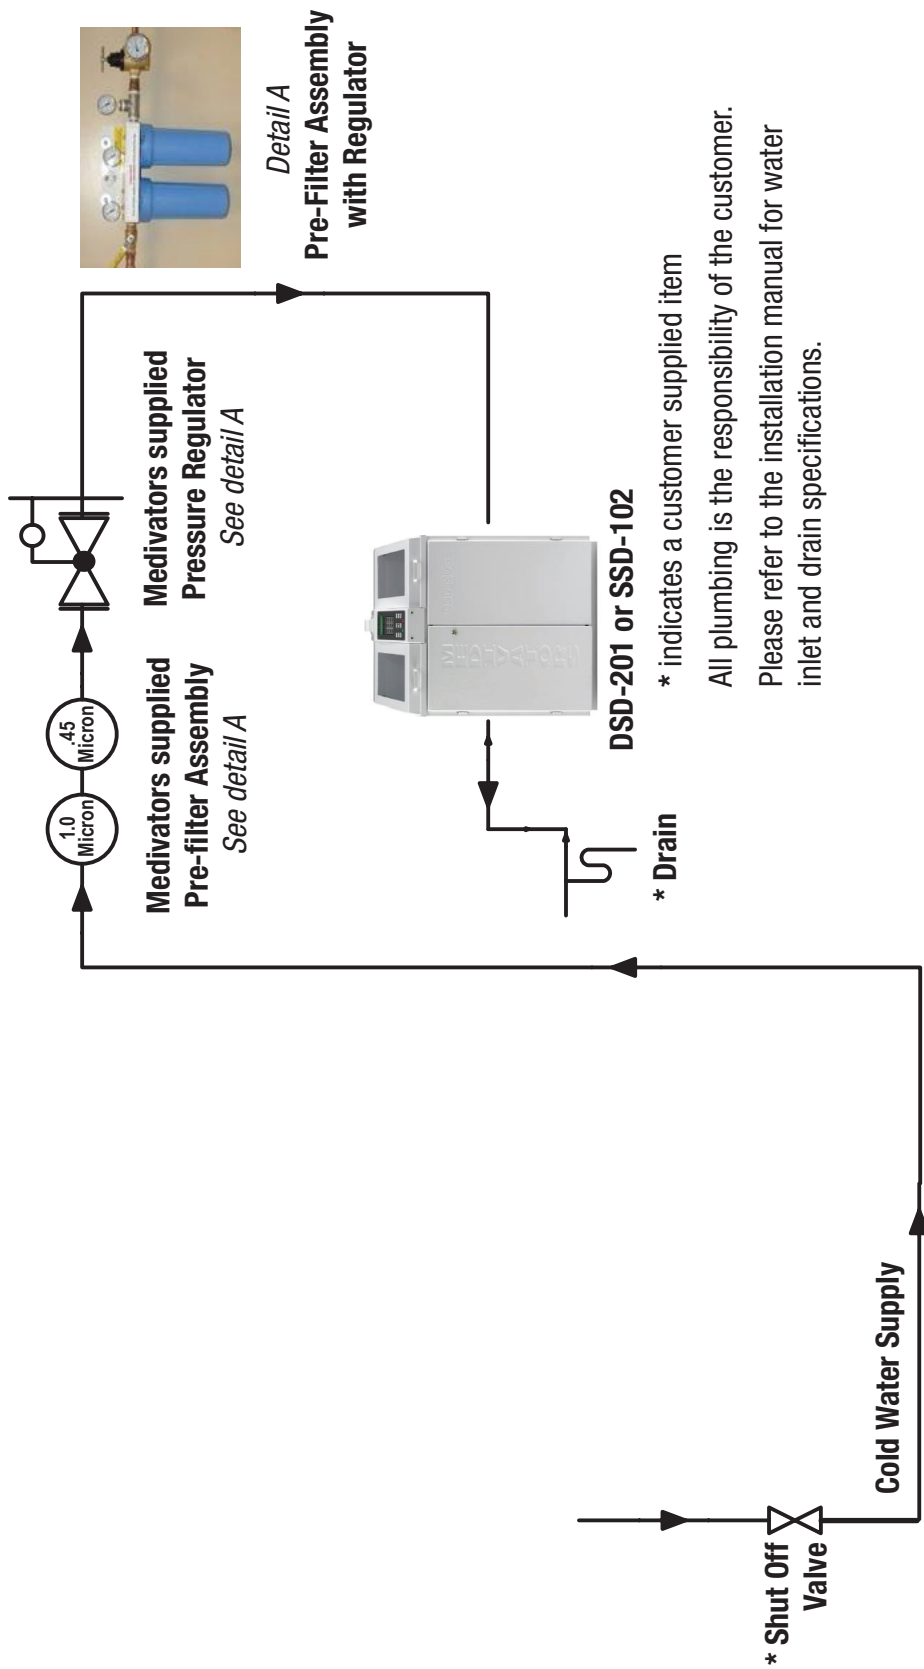 * Shut Off
Valve
Cold Water Supply
1.0
Micron
.45
Micron
Medivators supplied
Pre-filter Assembly
See detail A
Medivators supplied
Pressure Regulator
See detail A
Detail A
Pre-Filter Assembly
with Regulator
* Drain
MEDIVATORS
DSD-201 or SSD-102
* indicates a customer supplied item
All plumbing is the responsibility of the customer.
Please refer to the installation manual for water
inlet and drain specifications.